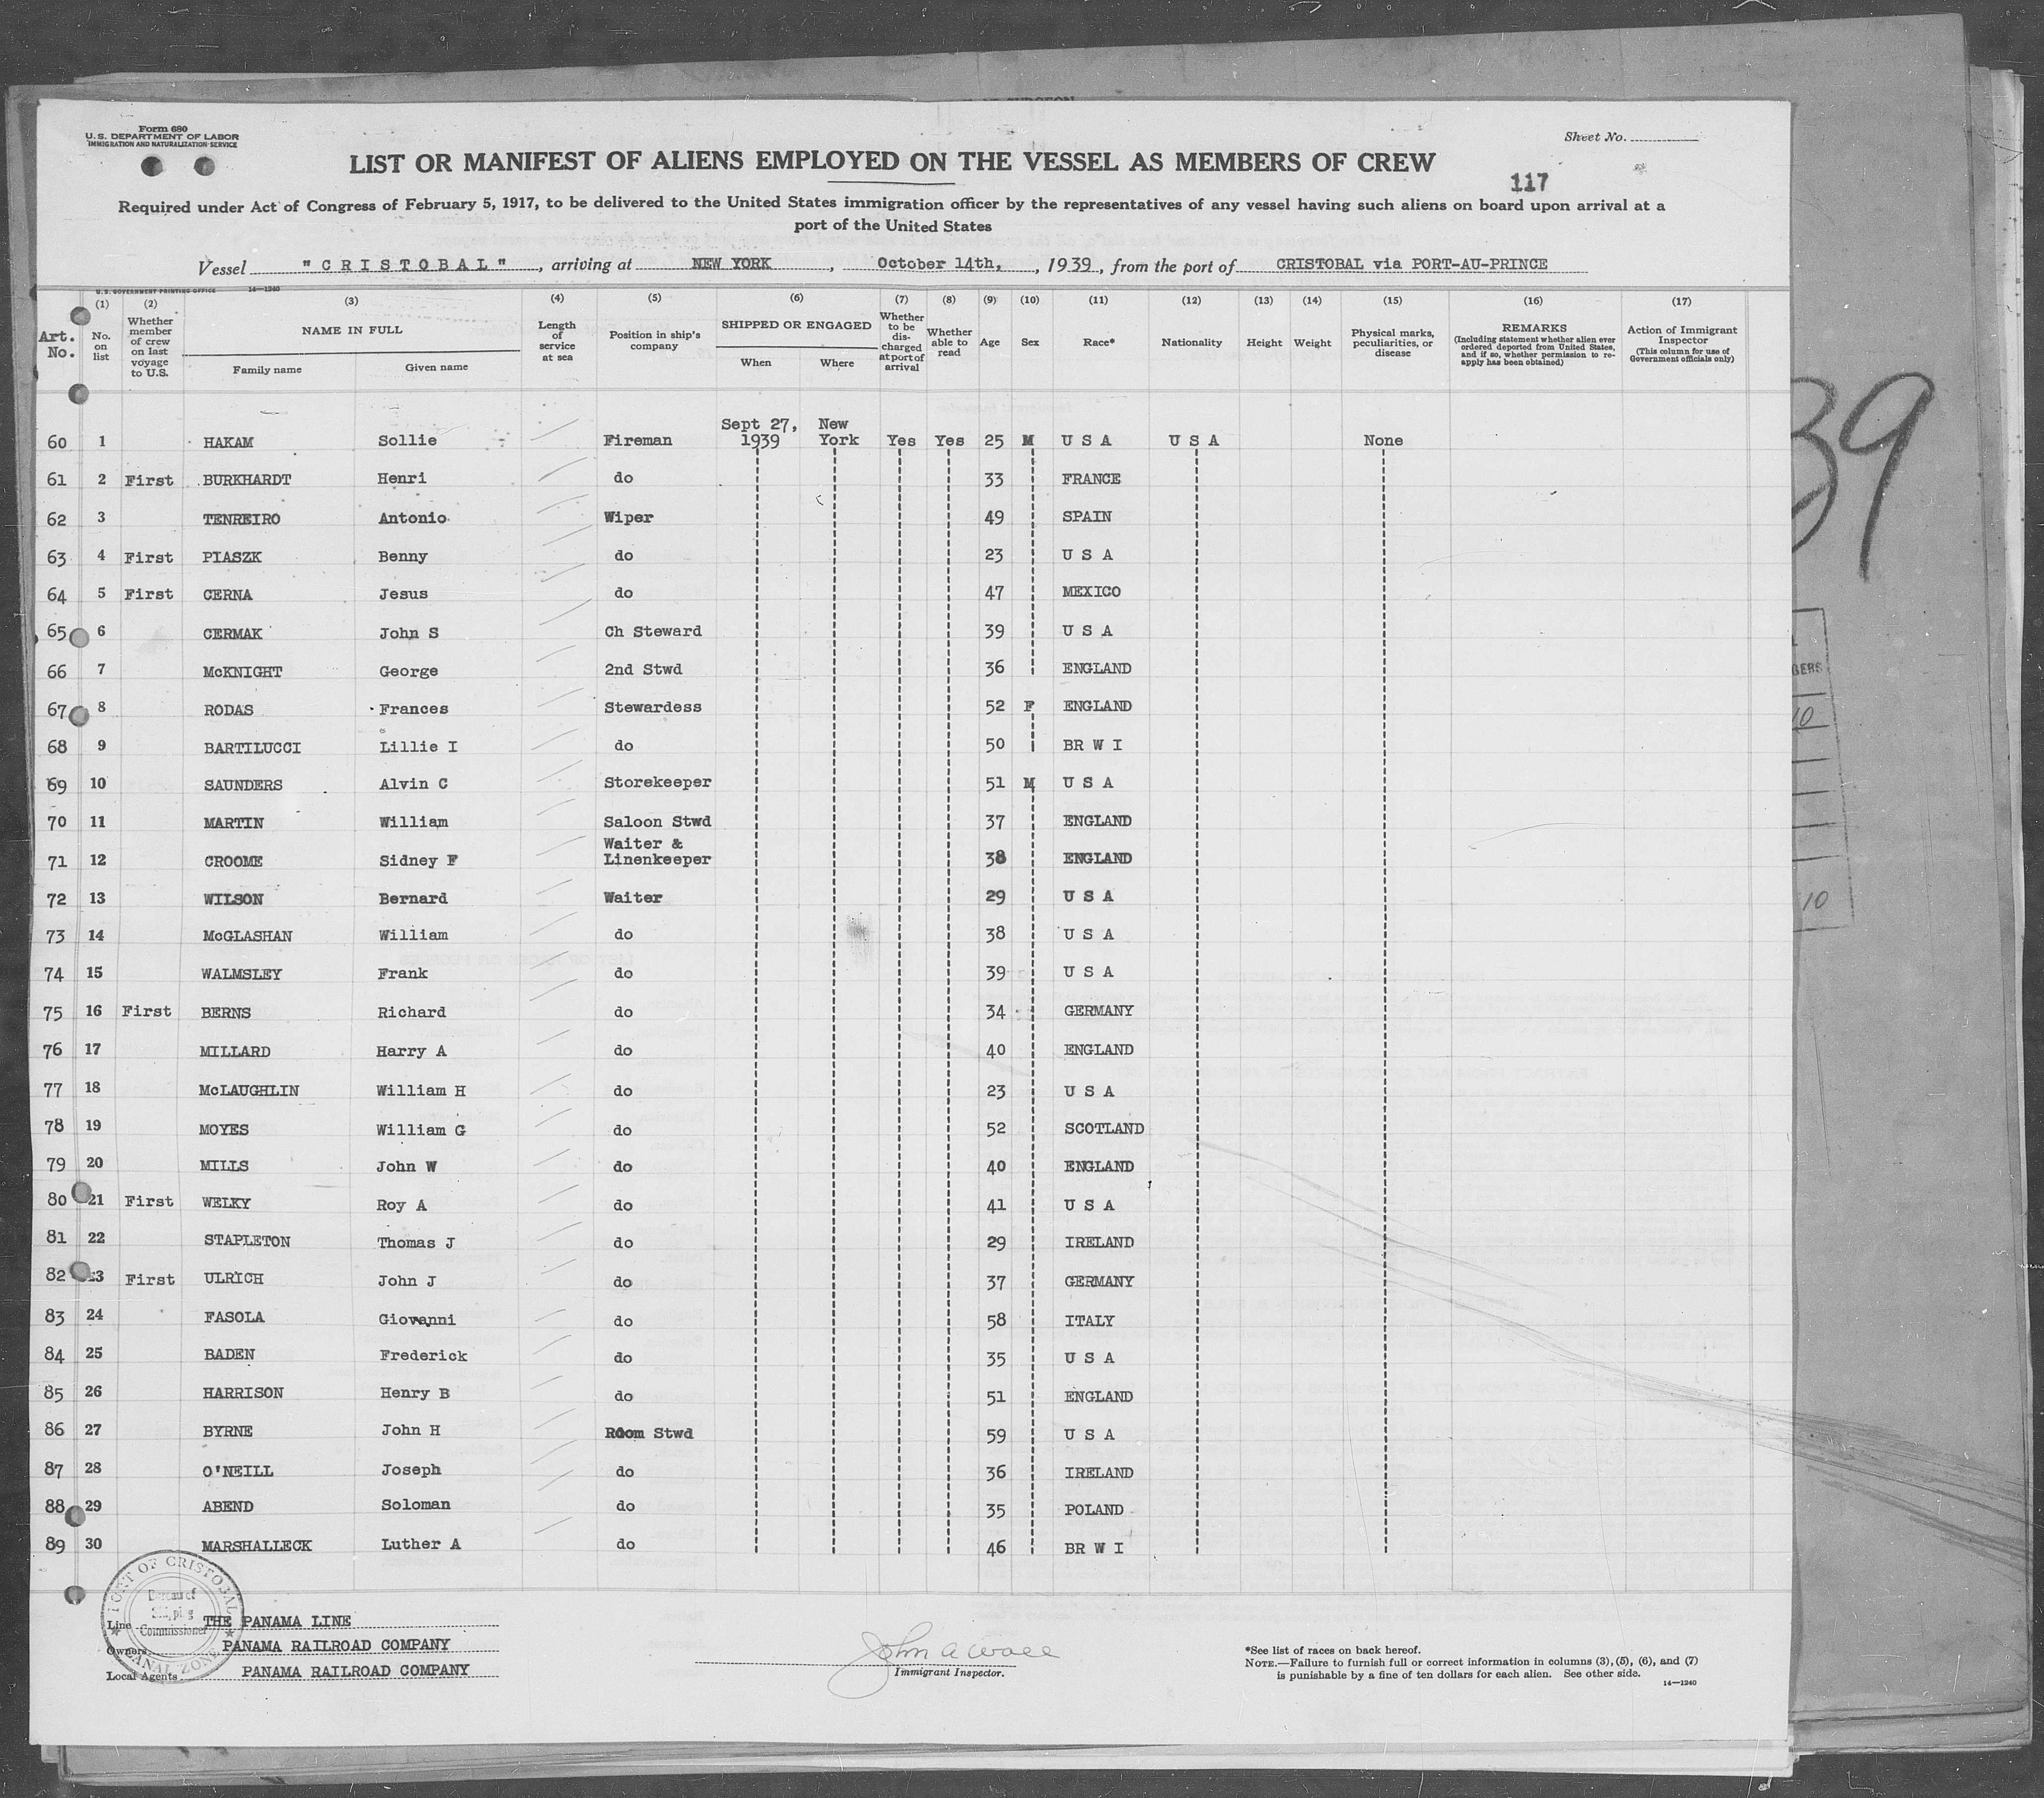 Form 680
U. S. DEPARTMENT OF LABOR
IMMIGRATION AND NATURALIZATION SERVICE
Sheet No.
LIST OR MANIFEST OF ALIENS EMPLOYED ON THE VESSEL AS MEMBERS OF CREW
117
Required under Act of Congress of February 5, 1917, to be delivered to the United States immigration officer by the representatives of any vessel having such aliens on board upon arrival at a
port of the United States
Vessel "CRISTOBAL", arriving at NEW YORK, October 14th, , 1939, from the port of CRISTOBAL via PORT-AU-PRINCE
U. S. GOVERNMENT PRINTING OFFICE 14—1240
Art. No. (1) No. on list (2) Whether member of crew on last voyage to U.S. (3) NAME IN FULL Family name Given name (4) Length of service at sea (5) Position in ship's company (6) SHIPPED OR ENGAGED When Where (7) Whether to be discharged at port of arrival (8) Whether able to read (9) Age (10) Sex (11) Race* (12) Nationality (13) Height (14) Weight (15) Physical marks, peculiarities, or disease (16) REMARKS (Including statement whether alien ever ordered deported from United States, and if so, whether permission to reapply has been obtained) (17) Action of Immigrant Inspector (This column for use of Government officials only)
60 1 HAKAM Sollie Fireman Sept 27, 1939 New York Yes Yes 25 M U S A U S A None
61 2 First BURKHARDT Henri do 33 FRANCE
62 3 TENREIRO Antonio Wiper 49 SPAIN
63 4 First PIASZK Benny do 23 U S A
64 5 First CERNA Jesus do 47 MEXICO
65 6 CERMAK John S Ch Steward 39 U S A
66 7 McKNIGHT George 2nd Stwd 36 ENGLAND
67 8 RODAS Frances Stewardess 52 F ENGLAND
68 9 BARTILUCCI Lillie I do 50 BR W I
69 10 SAUNDERS Alvin C Storekeeper 51 M U S A
70 11 MARTIN William Saloon Stwd 37 ENGLAND
71 12 CROOME Sidney F Waiter & Linenkeeper 38 ENGLAND
72 13 WILSON Bernard Waiter 29 U S A
73 14 McGLASHAN William do 38 U S A
74 15 WALMSLEY Frank do 39 U S A
75 16 First BERNS Richard do 34 GERMANY
76 17 MILLARD Harry A do 40 ENGLAND
77 18 McLAUGHLIN William H do 23 U S A
78 19 MOYES William G do 52 SCOTLAND
79 20 MILLS John W do 40 ENGLAND
80 21 First WELKY Roy A do 41 U S A
81 22 STAPLETON Thomas J do 29 IRELAND
82 23 First ULRICH John J do 37 GERMANY
83 24 FASOLA Giovanni do 58 ITALY
84 25 BADEN Frederick do 35 U S A
85 26 HARRISON Henry B do 51 ENGLAND
86 27 BYRNE John H Room Stwd 59 U S A
87 28 O'NEILL Joseph do 36 IRELAND
88 29 ABEND Soloman do 35 POLAND
89 30 MARSHALLECK Luther A do 46 BR W I
PORT OF CRISTOBAL
Bureau of
Shipping
Commissioner
CANAL ZONE
Line THE PANAMA LINE
Owners PANAMA RAILROAD COMPANY
Local Agents PANAMA RAILROAD COMPANY
John A Wall
Immigrant Inspector.
*See list of races on back hereof.
NOTE.—Failure to furnish full or correct information in columns (3), (5), (6), and (7)
is punishable by a fine of ten dollars for each alien. See other side.
14—1240
39
10
10